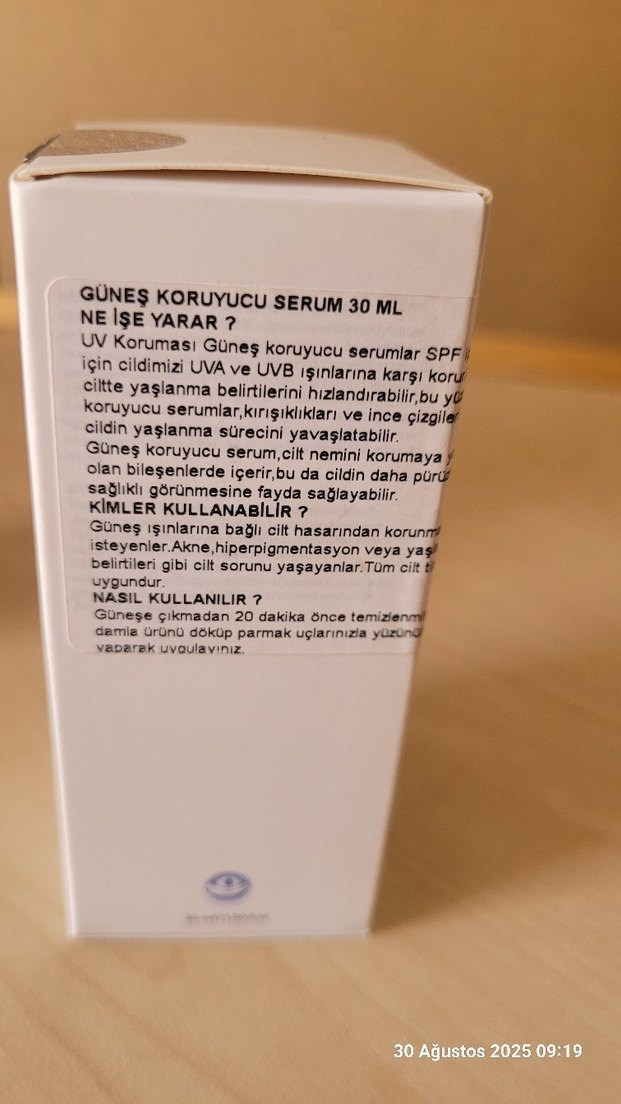 GÜNEŞ KORUYUCU SERUM 30 ML
NE İŞE YARAR ?
UV Koruması Güneş koruyucu serumlar SPF
için cildimizi UVA ve UVB ışınlarına karşı
ciltte yaşlanma belirtilerini hızlandırabilir,bu
koruyucu serumlar,kırışıklıkları ve ince
cildin yaşlanma sürecini yavaşlatabilir.
Güneş koruyucu serum,cilt nemini korumaya
olan bileşenlerde içerir,bu da cildin daha
sağlıklı görünmesine fayda sağlayabilir.
KİMLER KULLANABİLİR ?
Güneş ışınlarına bağlı cilt hasarından
isteyenler.Akne,hiperpigmentasyon veya
belirtileri gibi cilt sorunu yaşayanlar.Tüm cilt
uygundur.
NASIL KULLANILIR ?
Güneşe çıkmadan 20 dakika önce
damla ürünü döküp parmak uçlarınızla
yaparak uygulayınız.
30 Ağustos 2025 09:19